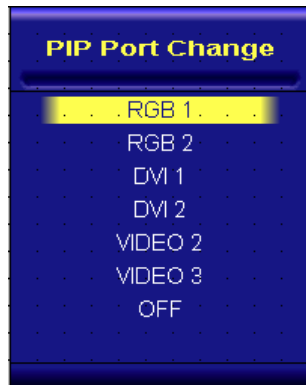 PIP Port Change
RGB 1
RGB 2
DVI 1
DVI 2
VIDEO 2
VIDEO 3
OFF